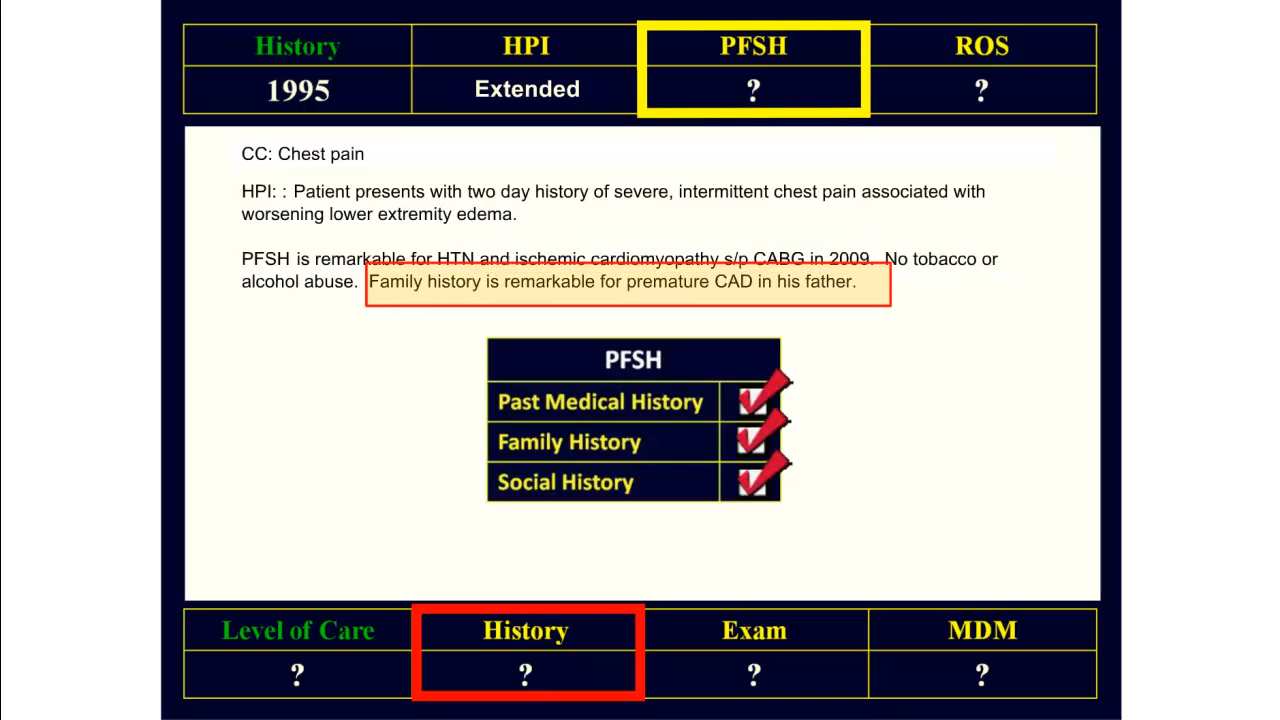 History HPI PFSH ROS
1995 Extended ? ?
CC: Chest pain
HPI: : Patient presents with two day history of severe, intermittent chest pain associated with
worsening lower extremity edema.
PFSH is remarkable for HTN and ischemic cardiomyopathy s/p CABG in 2009. No tobacco or
alcohol abuse. Family history is remarkable for premature CAD in his father.
PFSH
Past Medical History
Family History
Social History
Level of Care History Exam MDM
? ? ? ?